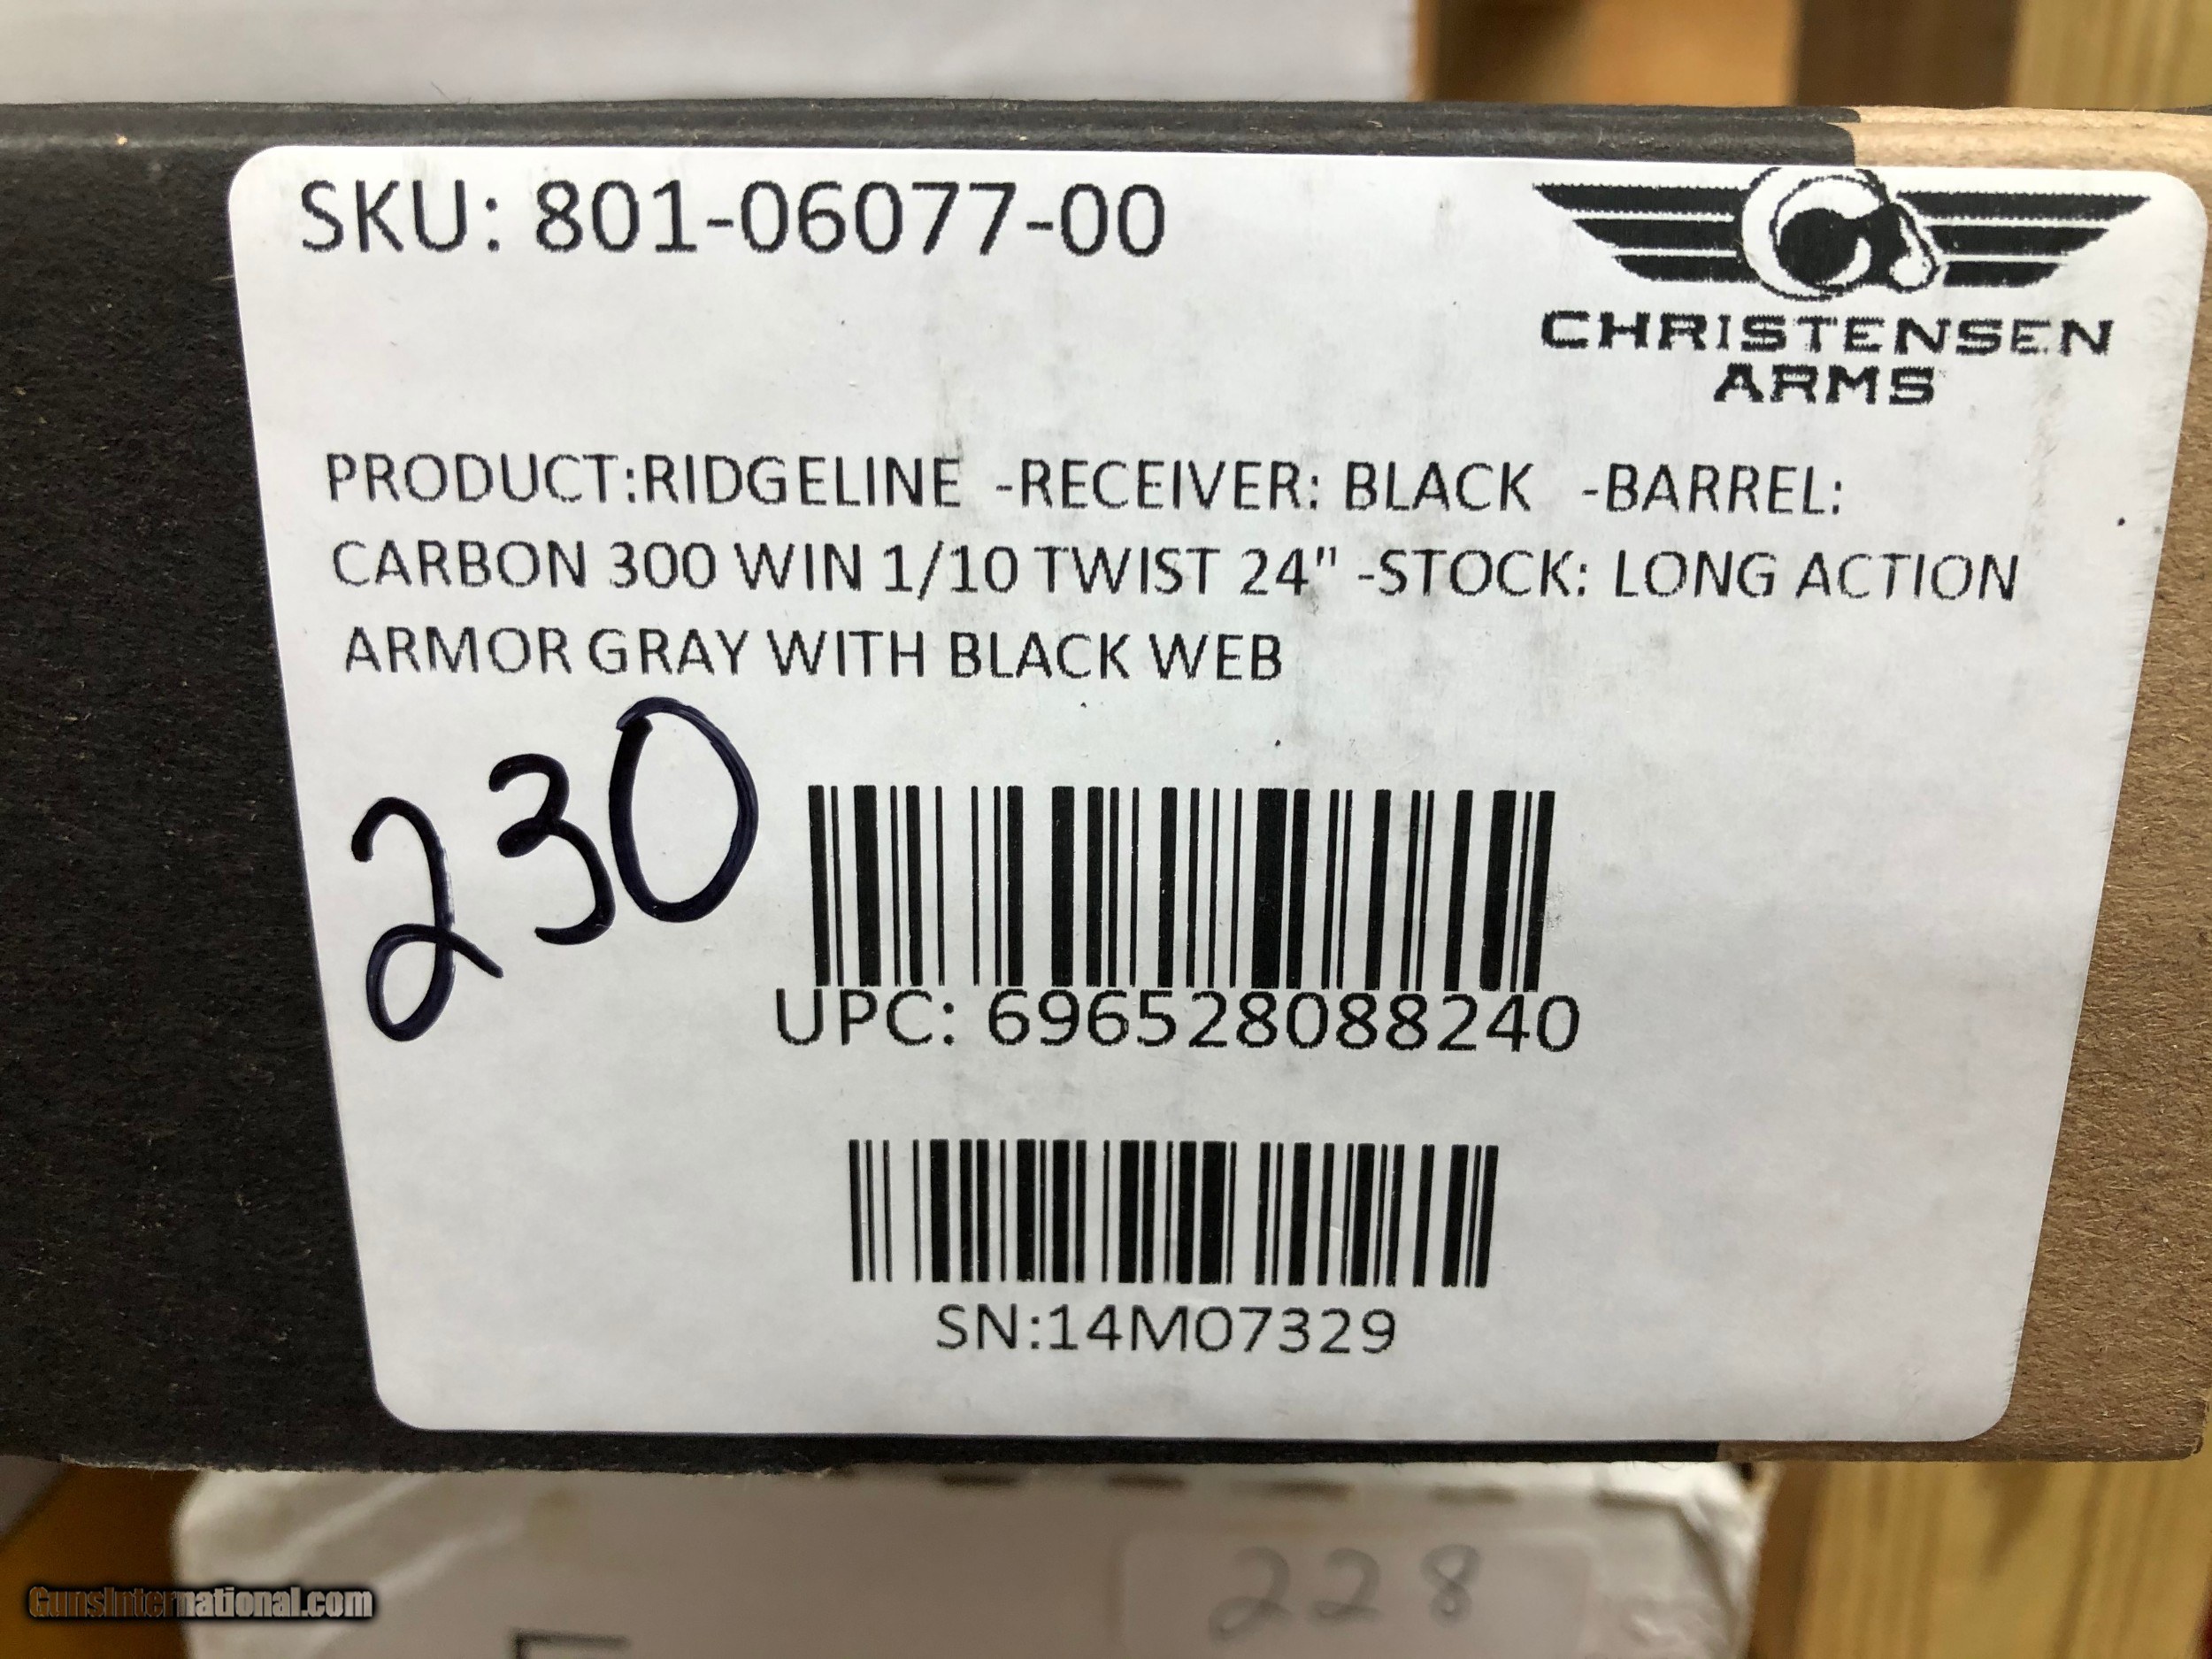 SKU: 801-06077-00
CHRISTENSEN
ARMS
PRODUCT:RIDGELINE -RECEIVER: BLACK -BARREL:
CARBON 300 WIN 1/10 TWIST 24" -STOCK: LONG ACTION
ARMOR GRAY WITH BLACK WEB
230
UPC: 696528088240
SN:14M07329
228
GunsInternational.com